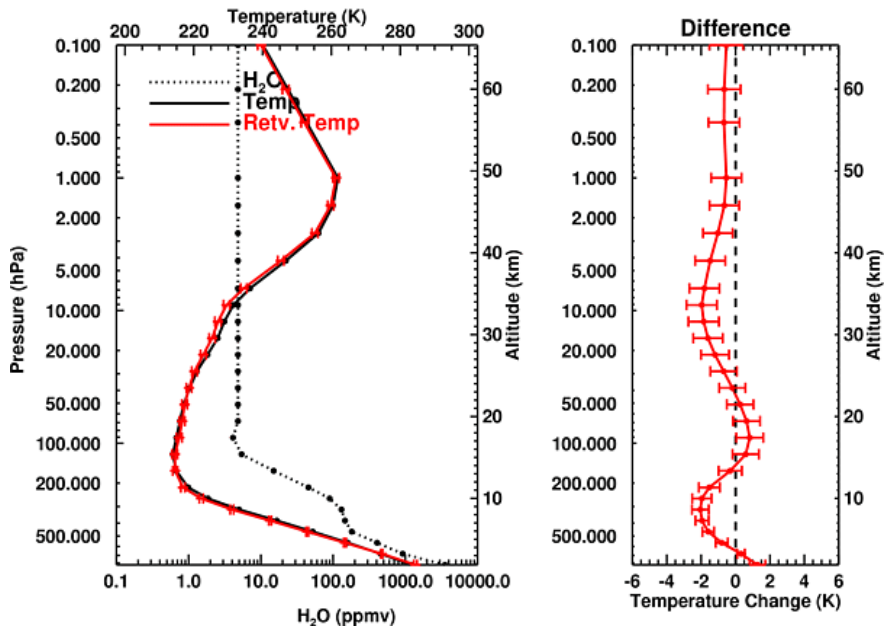 Temperature (K)
200 220 240 260 280 300
Difference
0.100
0.200
0.500
1.000
2.000
5.000
10.000
20.000
50.000
100.000
200.000
500.000
Pressure (hPa)
H₂O
Temp
Retv. Temp
60
50
40
30
20
10
Altitude (km)
0.1 1.0 10.0 100.0 1000.0 10000.0
H₂O (ppmv)
0.100
0.200
0.500
1.000
2.000
5.000
10.000
20.000
50.000
100.000
200.000
500.000
60
50
40
30
20
10
Altitude (km)
-6 -4 -2 0 2 4 6
Temperature Change (K)